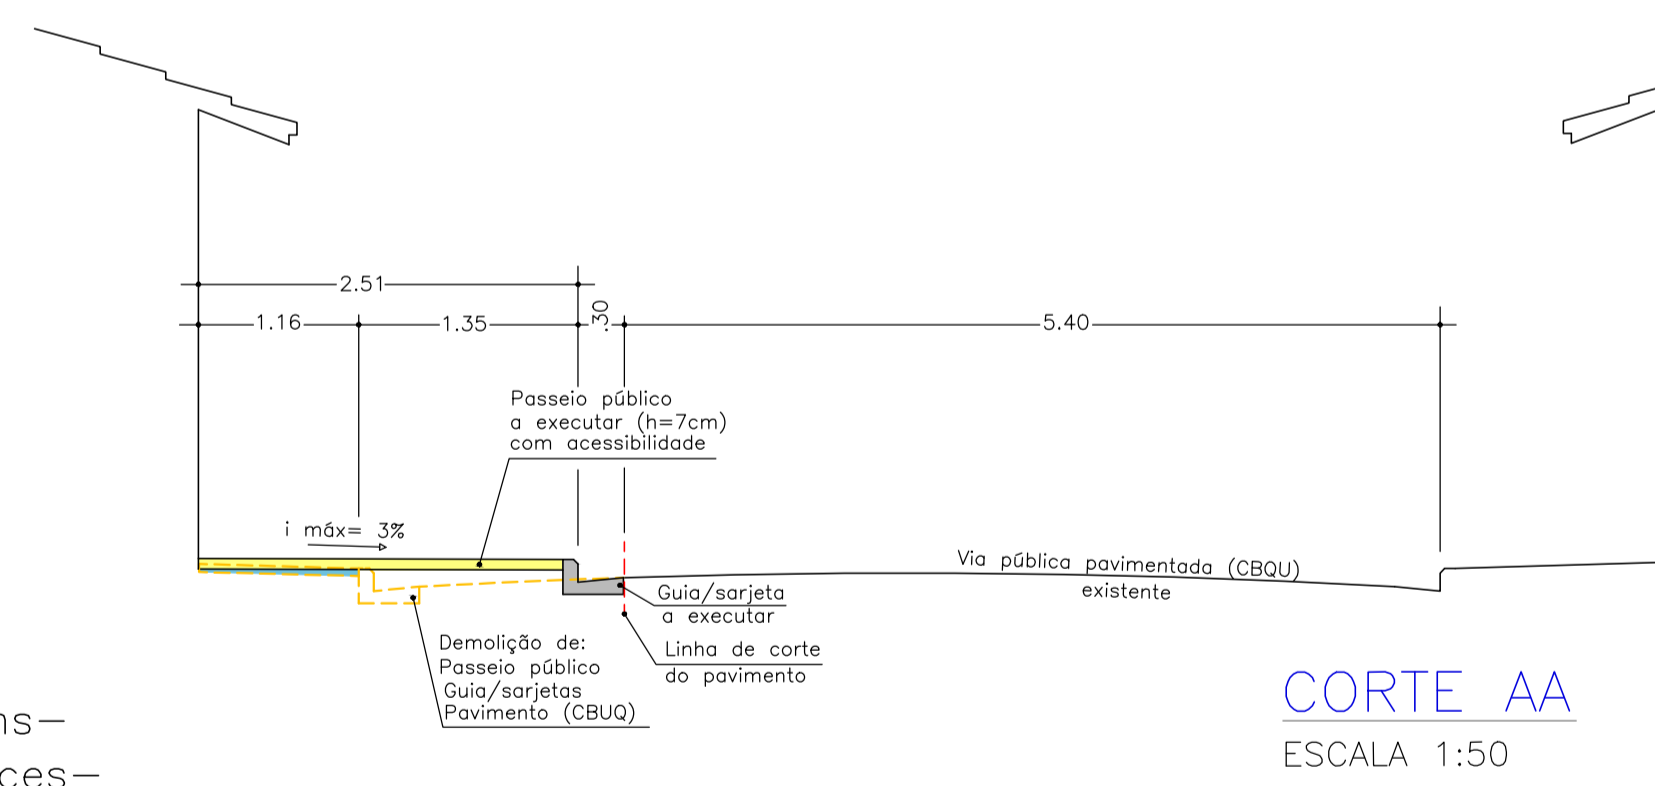 2.51
1.16
1.35
.30
5.40
Passeio público
a executar (h=7cm)
com acessibilidade
i máx= 3%
Via pública pavimentada (CBQU)
existente
Guia/sarjeta
a executar
Linha de corte
do pavimento
Demolição de:
Passeio público
Guia/sarjetas
Pavimento (CBUQ)
CORTE AA
ESCALA 1:50
ns-
ces-